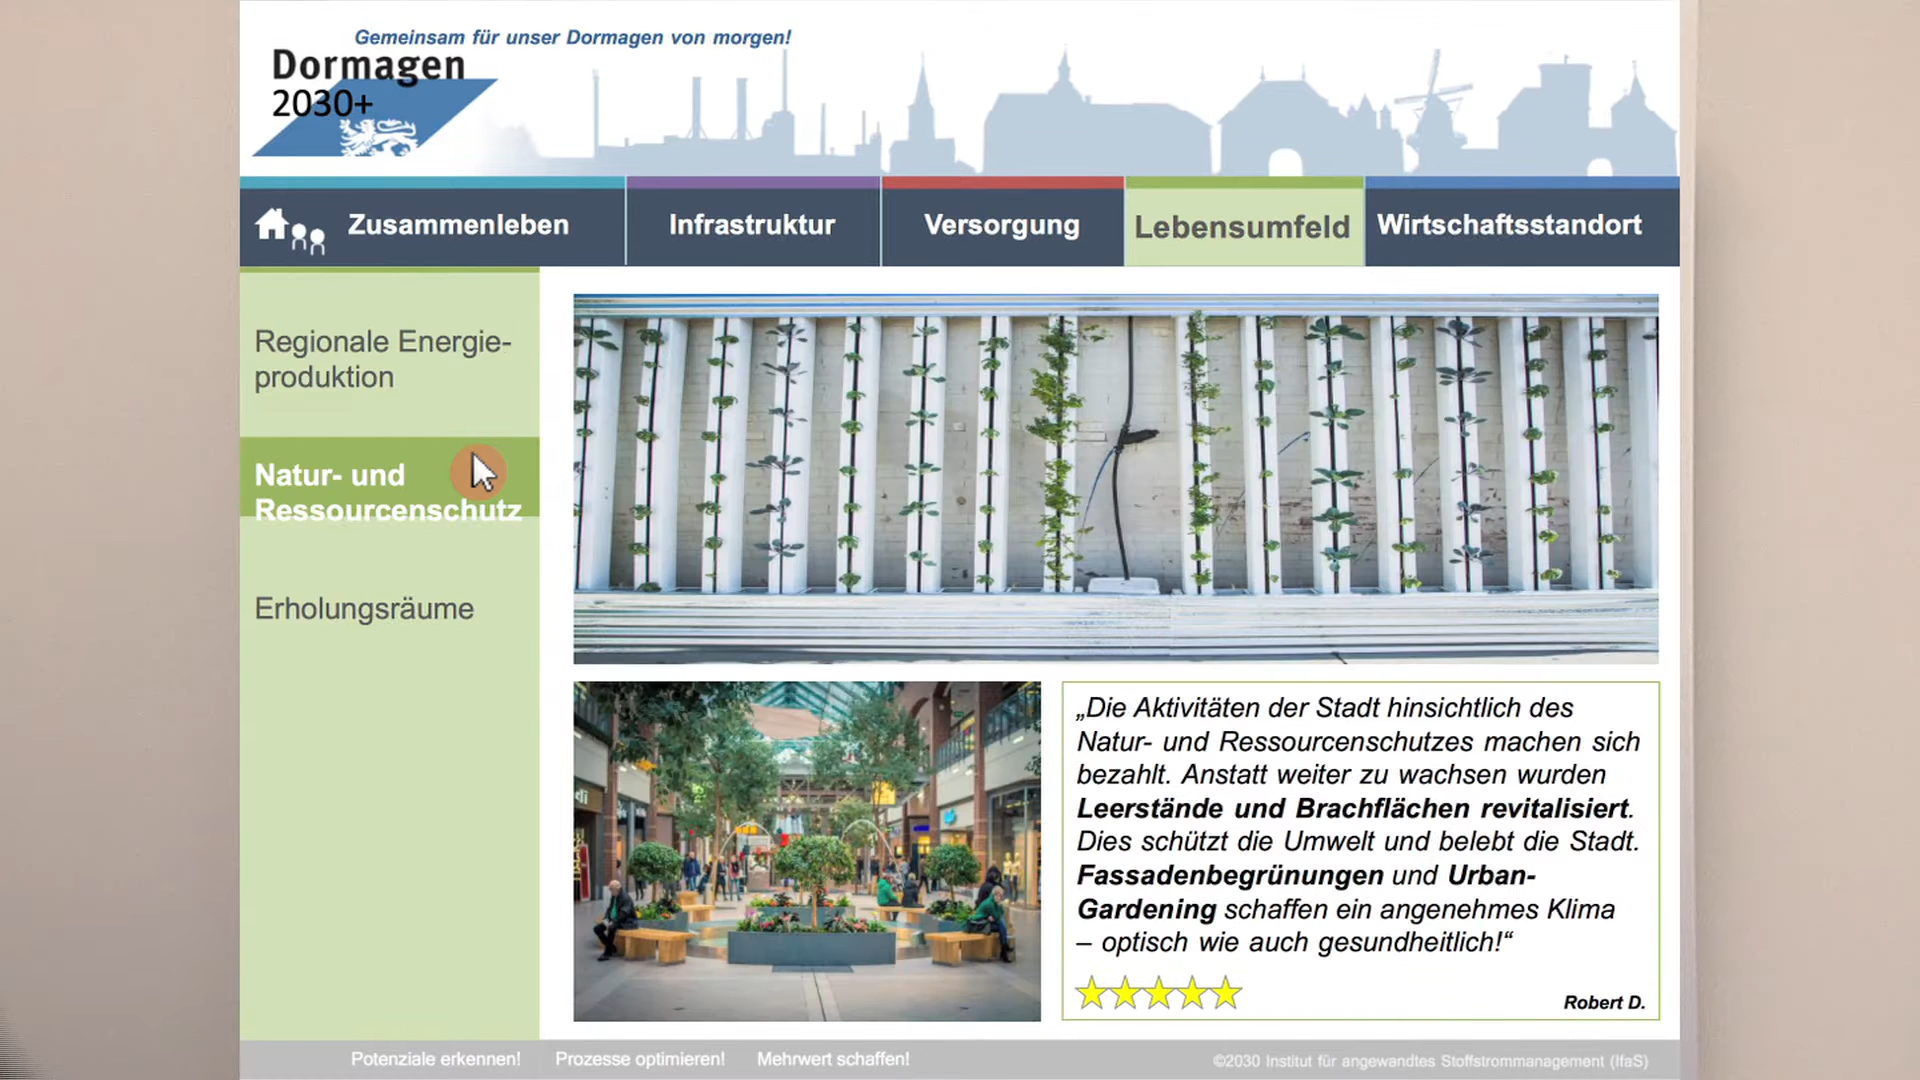 Gemeinsam für unser Dormagen von morgen!
Dormagen
2030+
Zusammenleben
Infrastruktur
Versorgung
Lebensumfeld
Wirtschaftsstandort
Regionale Energie-
produktion
Natur- und
Ressourcenschutz
Erholungsräume
„Die Aktivitäten der Stadt hinsichtlich des
Natur- und Ressourcenschutzes machen sich
bezahlt. Anstatt weiter zu wachsen wurden
Leerstände und Brachflächen revitalisiert.
Dies schützt die Umwelt und belebt die Stadt.
Fassadenbegrünungen und Urban-
Gardening schaffen ein angenehmes Klima
– optisch wie auch gesundheitlich!“
Robert D.
Potenziale erkennen!
Prozesse optimieren!
Mehrwert schaffen!
©2030 Institut für angewandtes Stoffstrommanagement (IfaS)